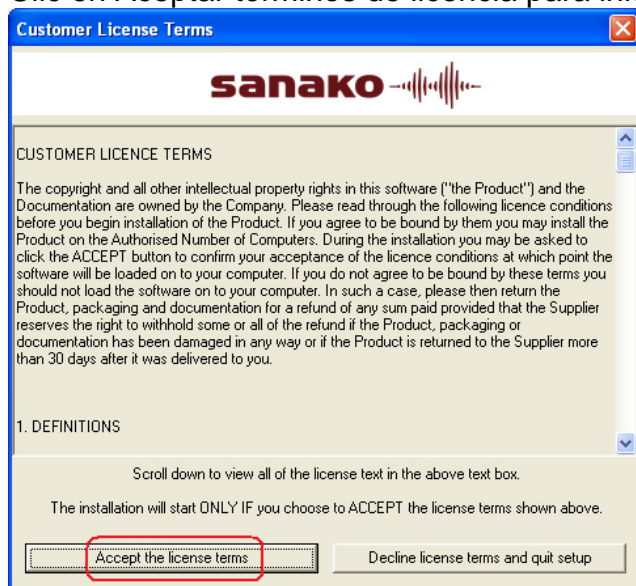 Clic en Aceptar términos de licencia para
Customer License Terms
sanako
CUSTOMER LICENCE TERMS
The copyright and all other intellectual property rights in this software ("the Product") and the
Documentation are owned by the Company. Please read through the following licence conditions
before you begin installation of the Product. If you agree to be bound by them you may install the
Product on the Authorised Number of Computers. During the installation you may be asked to
click the ACCEPT button to confirm your acceptance of the licence conditions at which point the
software will be loaded on to your computer. If you do not agree to be bound by these terms you
should not load the software on to your computer. In such a case, please then return the
Product, packaging and documentation for a refund of any sum paid provided that the Supplier
reserves the right to withhold some or all of the refund if the Product, packaging or
documentation has been damaged in any way or if the Product is returned to the Supplier more
than 30 days after it was delivered to you.
1. DEFINITIONS
Scroll down to view all of the license text in the above text box.
The installation will start ONLY IF you choose to ACCEPT the license terms shown above.
Accept the license terms
Decline license terms and quit setup